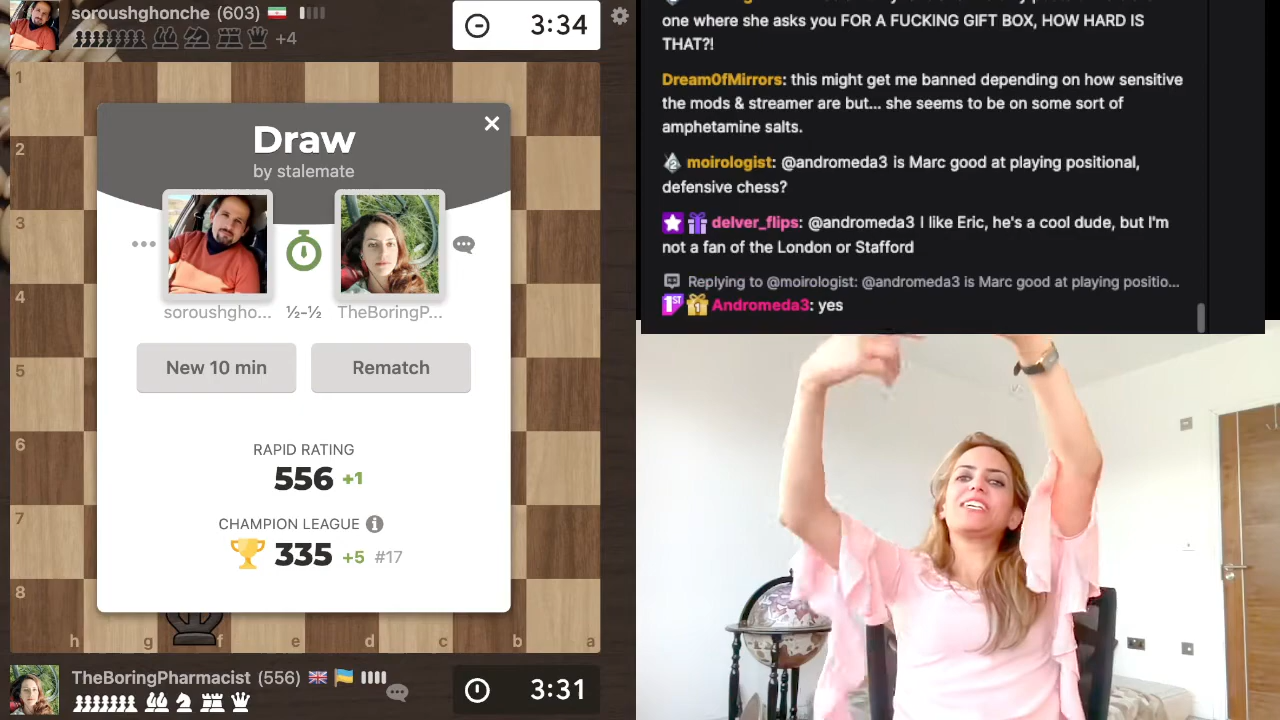 soroushghonche (603)
+4
3:34
1
2
3
4
5
6
7
8
Draw
by stalemate
soroushgho...
½-½
TheBoringP...
New 10 min
Rematch
RAPID RATING
556 +1
CHAMPION LEAGUE
335 +5 #17
h g f e d c b a
TheBoringPharmacist (556)
3:31
one where she asks you FOR A FUCKING GIFT BOX, HOW HARD IS
THAT?!
Dream0fMirrors: this might get me banned depending on how sensitive
the mods & streamer are but... she seems to be on some sort of
amphetamine salts.
2 moirologist: @andromeda3 is Marc good at playing positional,
defensive chess?
delver_flips: @andromeda3 I like Eric, he's a cool dude, but I'm
not a fan of the London or Stafford
Replying to @moirologist: @andromeda3 is Marc good at playing positio...
1ST 1 Andromeda3: yes